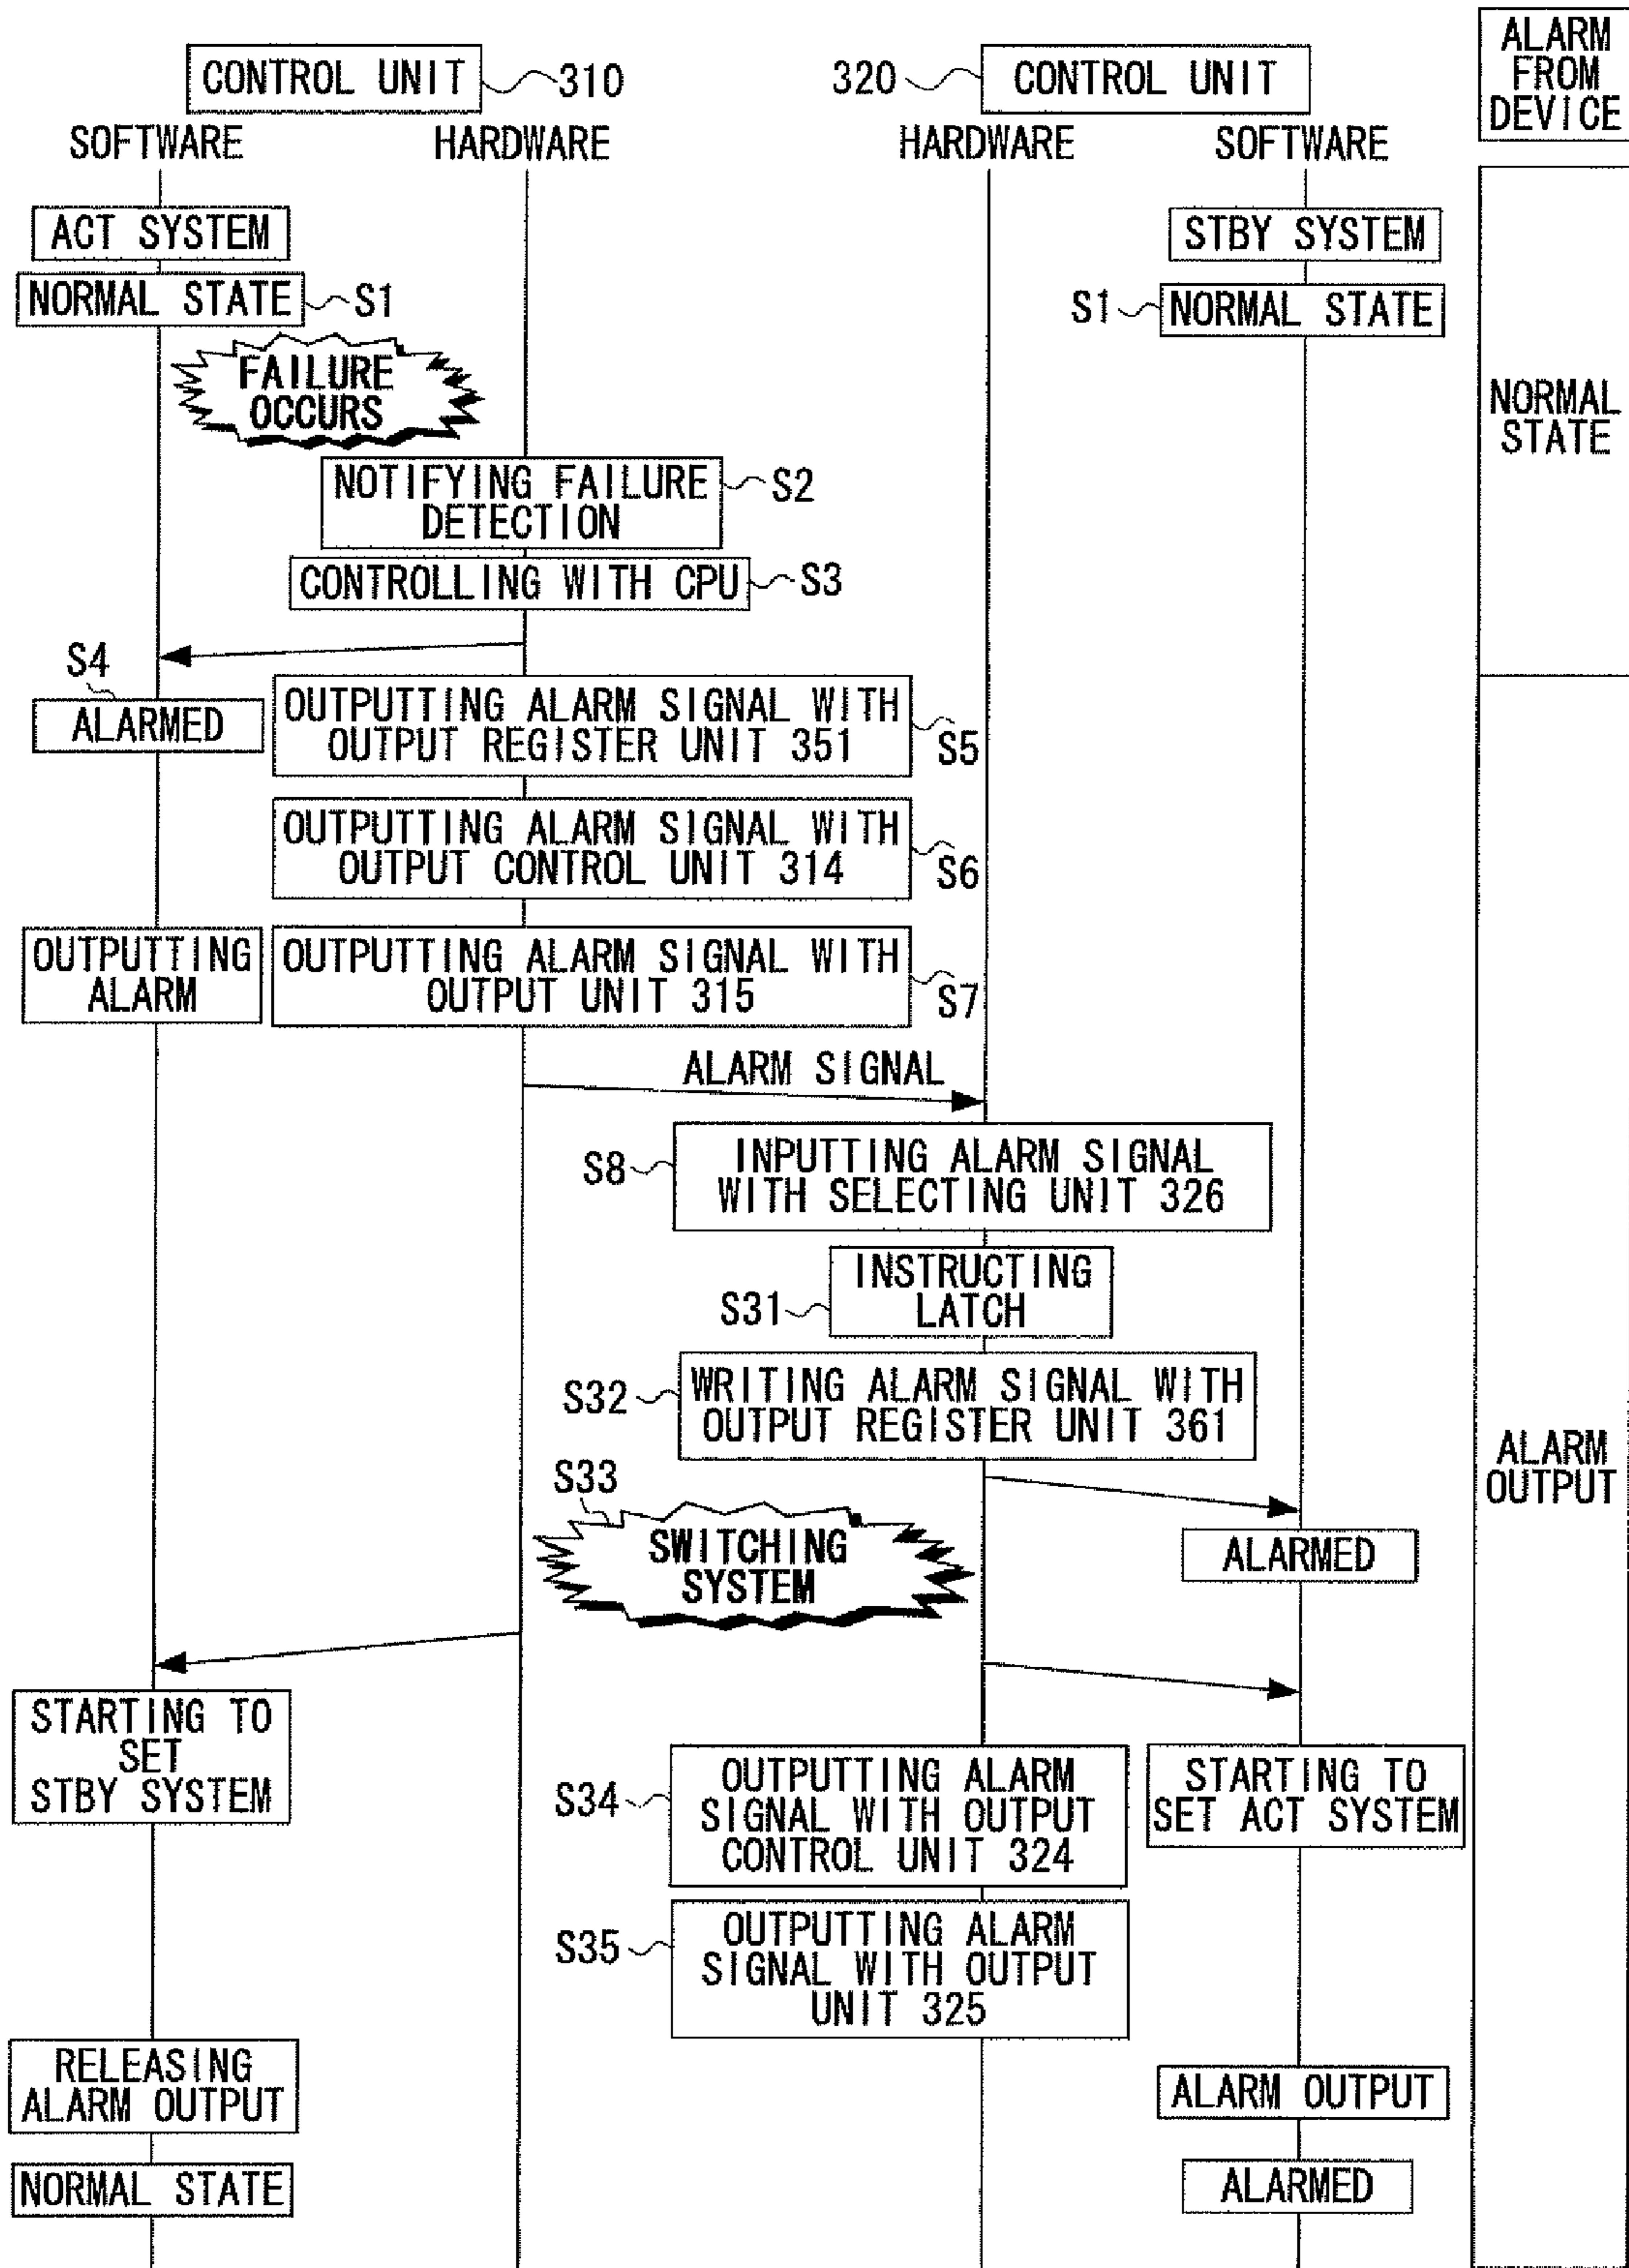 CONTROL UNIT 310
320 CONTROL UNIT
ALARM
FROM
DEVICE
SOFTWARE
HARDWARE
HARDWARE
SOFTWARE
ACT SYSTEM
STBY SYSTEM
NORMAL STATE S1
S1 NORMAL STATE
FAILURE
OCCURS
NORMAL
STATE
NOTIFYING FAILURE
DETECTION
S2
CONTROLLING WITH CPU S3
S4
ALARMED
OUTPUTTING ALARM SIGNAL WITH
OUTPUT REGISTER UNIT 351
S5
OUTPUTTING ALARM SIGNAL WITH
OUTPUT CONTROL UNIT 314
S6
OUTPUTTING
ALARM
OUTPUTTING ALARM SIGNAL WITH
OUTPUT UNIT 315
S7
ALARM SIGNAL
S8
INPUTTING ALARM SIGNAL
WITH SELECTING UNIT 326
S31
INSTRUCTING
LATCH
S32
WRITING ALARM SIGNAL WITH
OUTPUT REGISTER UNIT 361
ALARM
OUTPUT
S33
SWITCHING
SYSTEM
ALARMED
STARTING TO
SET
STBY SYSTEM
S34
OUTPUTTING ALARM
SIGNAL WITH OUTPUT
CONTROL UNIT 324
STARTING TO
SET ACT SYSTEM
S35
OUTPUTTING ALARM
SIGNAL WITH OUTPUT
UNIT 325
RELEASING
ALARM OUTPUT
ALARM OUTPUT
NORMAL STATE
ALARMED